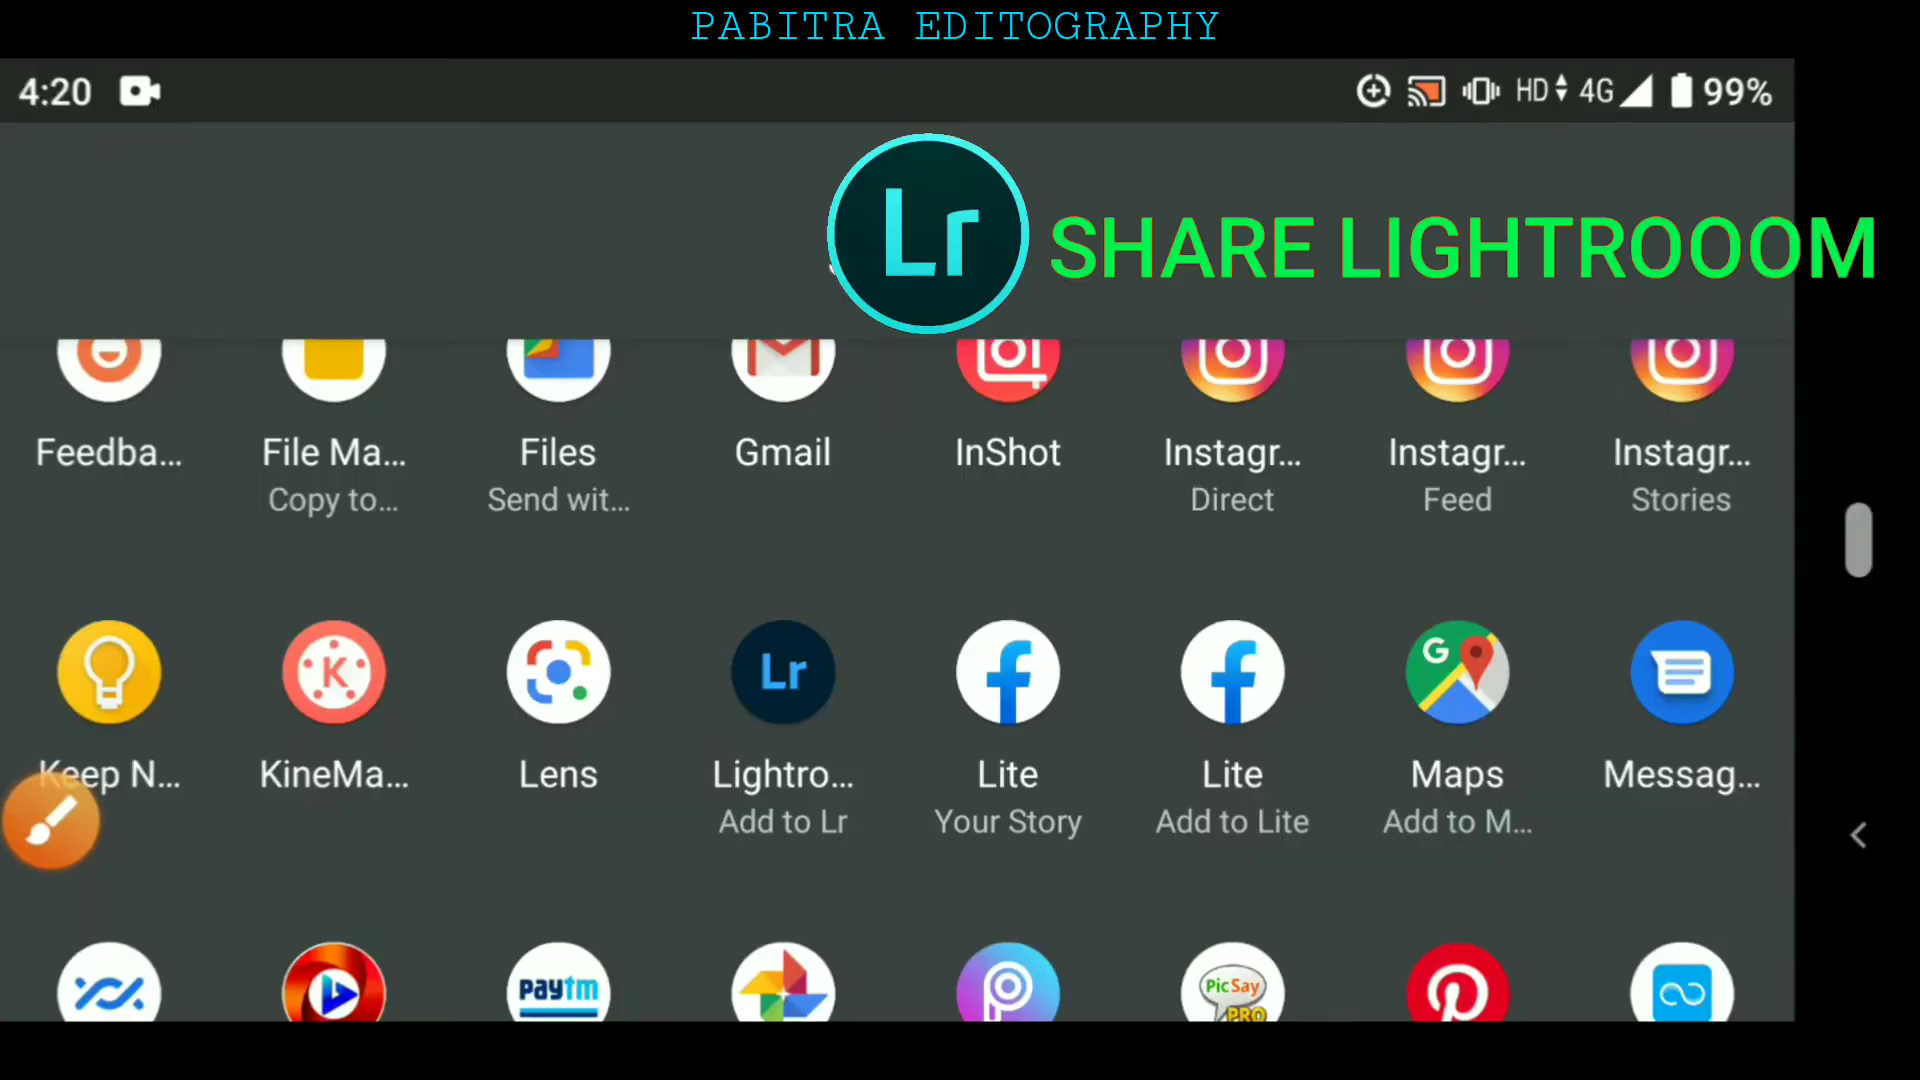 PABITRA EDITOGRAPHY
4:20 HD 4G 99%
Lr SHARE LIGHTROOOM
Feedba... File Ma... Files Gmail InShot Instagr... Instagr... Instagr...
Copy to... Send wit... Direct Feed Stories
G
K Lr
Keep N... KineMa... Lens Lightro... Lite Lite Maps Messag...
Add to Lr Your Story Add to Lite Add to M...
paytm PicSay
PRO